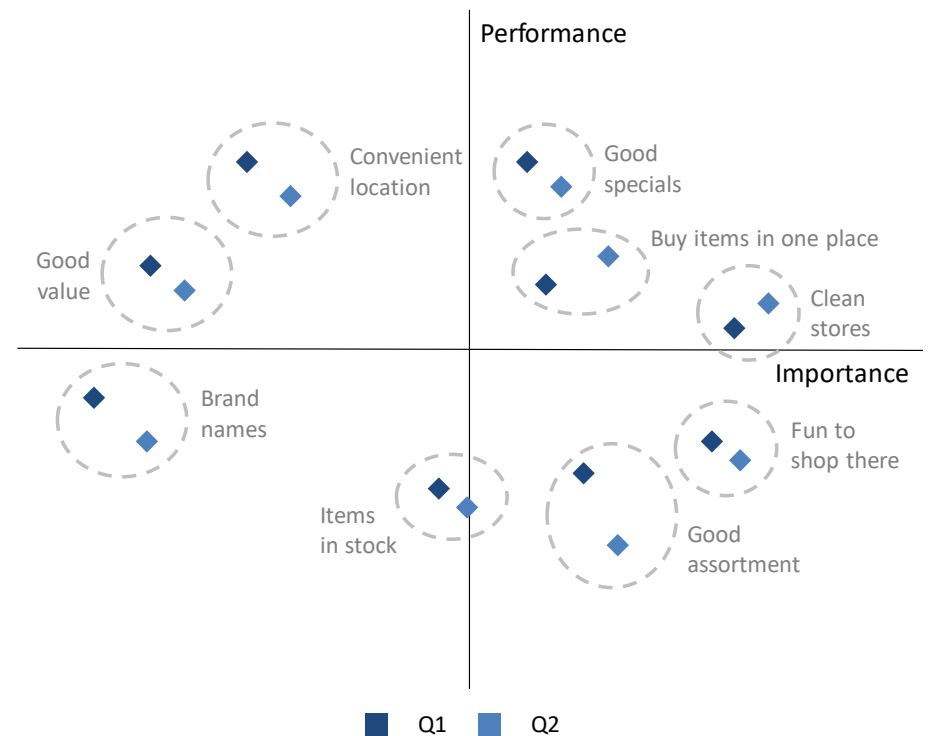 Performance
Convenient
location
Good
specials
Buy items in one place
Good
value
Clean
stores
Importance
Brand
names
Fun to
shop there
Items
in stock
Good
assortment
Q1 Q2